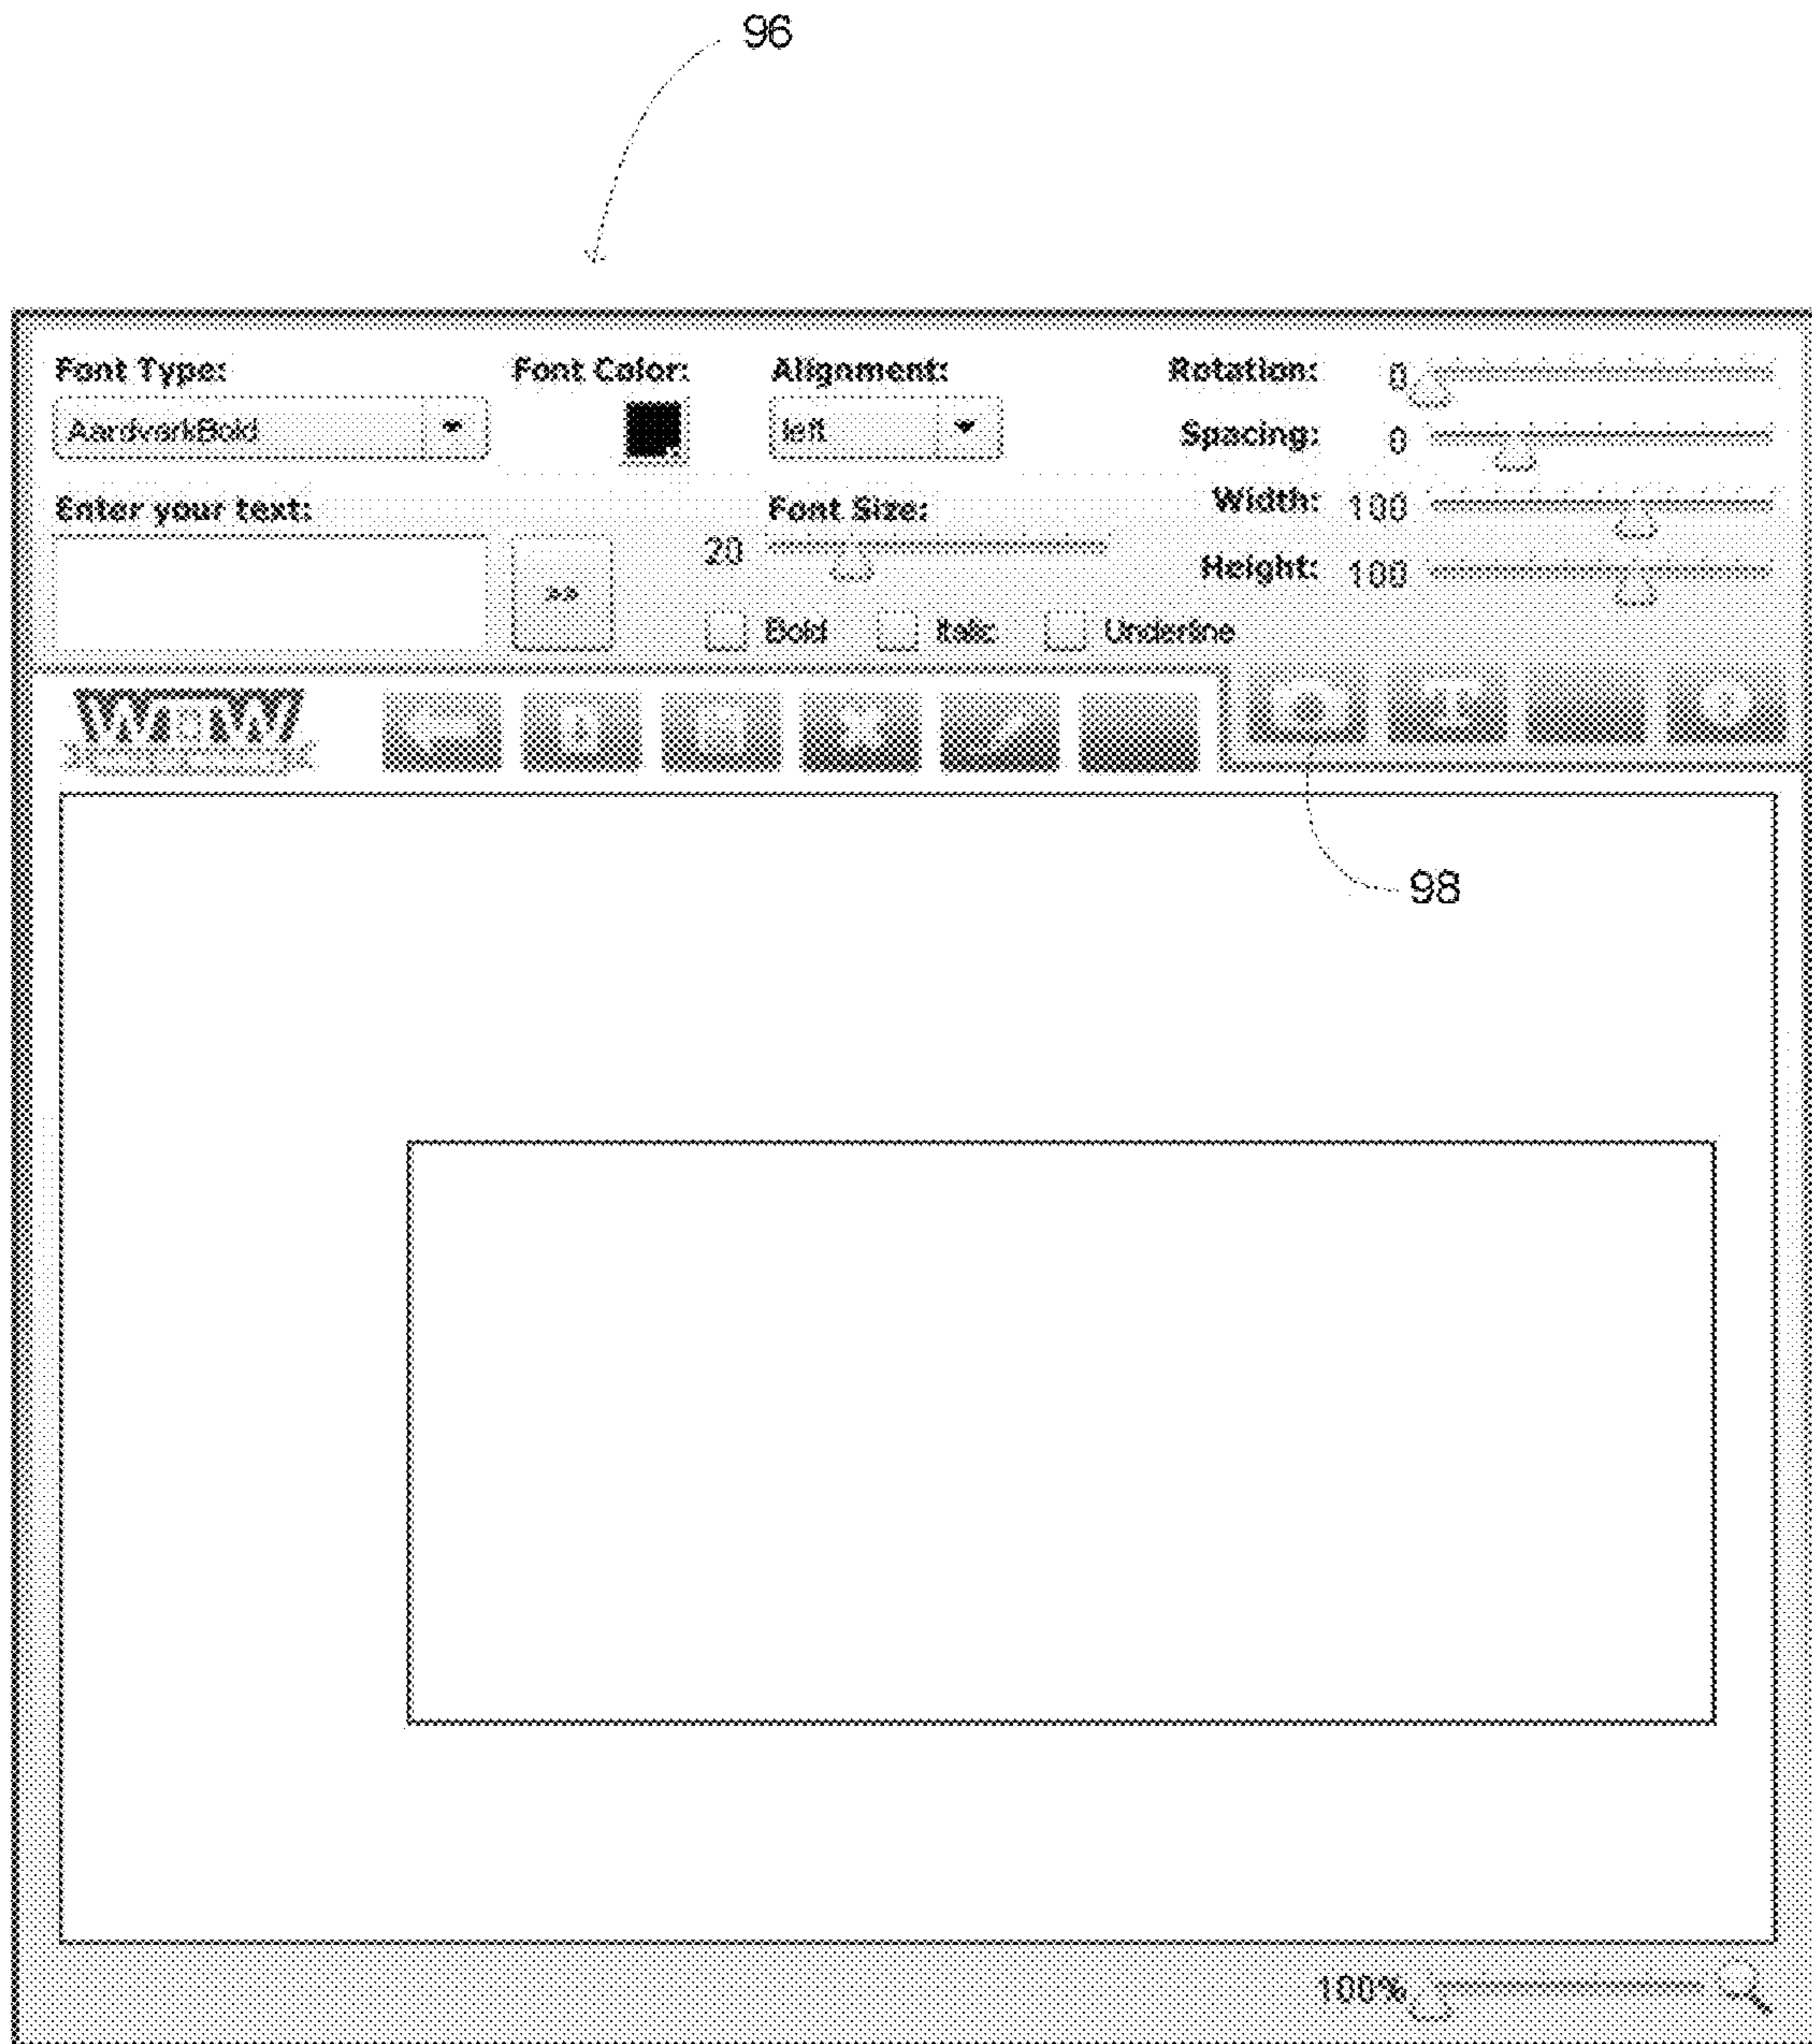 96
Font Type: Font Color: Alignment: Rotation: 0
AardvarkBold left Spacing: 0
Enter your text: Font Size: Width: 100
20 Height: 100
>>
Bold Italic Underline
98
100%